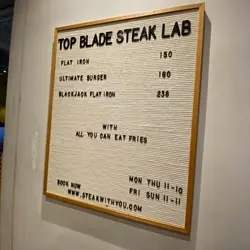 TOP BLADE STEAK LAB
FLAT IRON 150
ULTIMATE BURGER 160
BLACKJACK FLAT IRON 236
WITH
ALL YOU CAN EAT FRIES
BOOK NOW
WWW.STEAKWITHYOU.COM
MON THU 11-10
FRI SUN 11-11